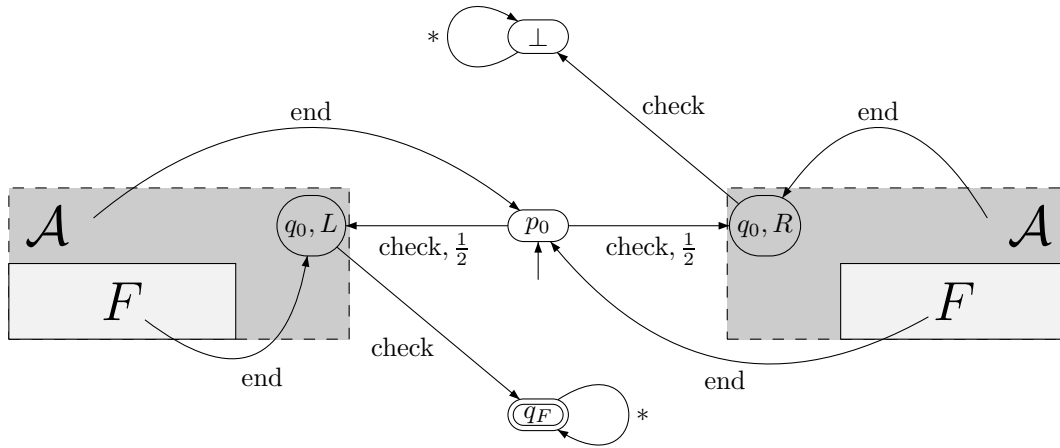 * ⊥
check
end
end
𝒜
q₀, L
p₀
q₀, R
𝒜
check, ½
check, ½
F
F
check
end
end
q_F *